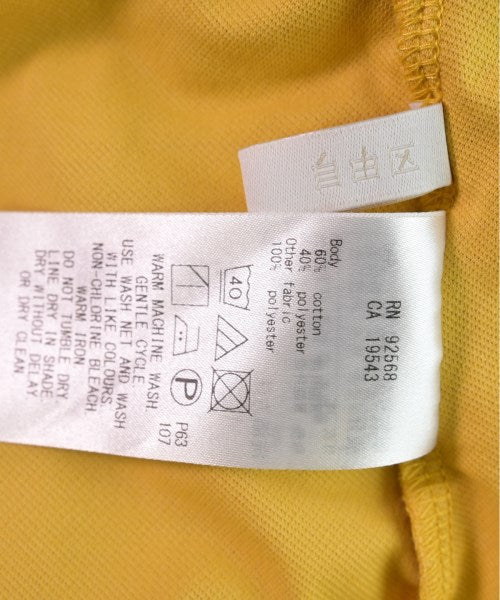 RN 92568
CA 19543
Body
60% cotton
40% polyester
Other fabric
100% polyester
40
P
P63
107
WARM MACHINE WASH
GENTLE CYCLE
USE WASH NET AND WASH
WITH LIKE COLOURS
NON-CHLORINE BLEACH
WARM IRON
DO NOT TUMBLE DRY
LINE DRY IN SHADE
DRY WITHOUT DELAY
OR DRY CLEAN